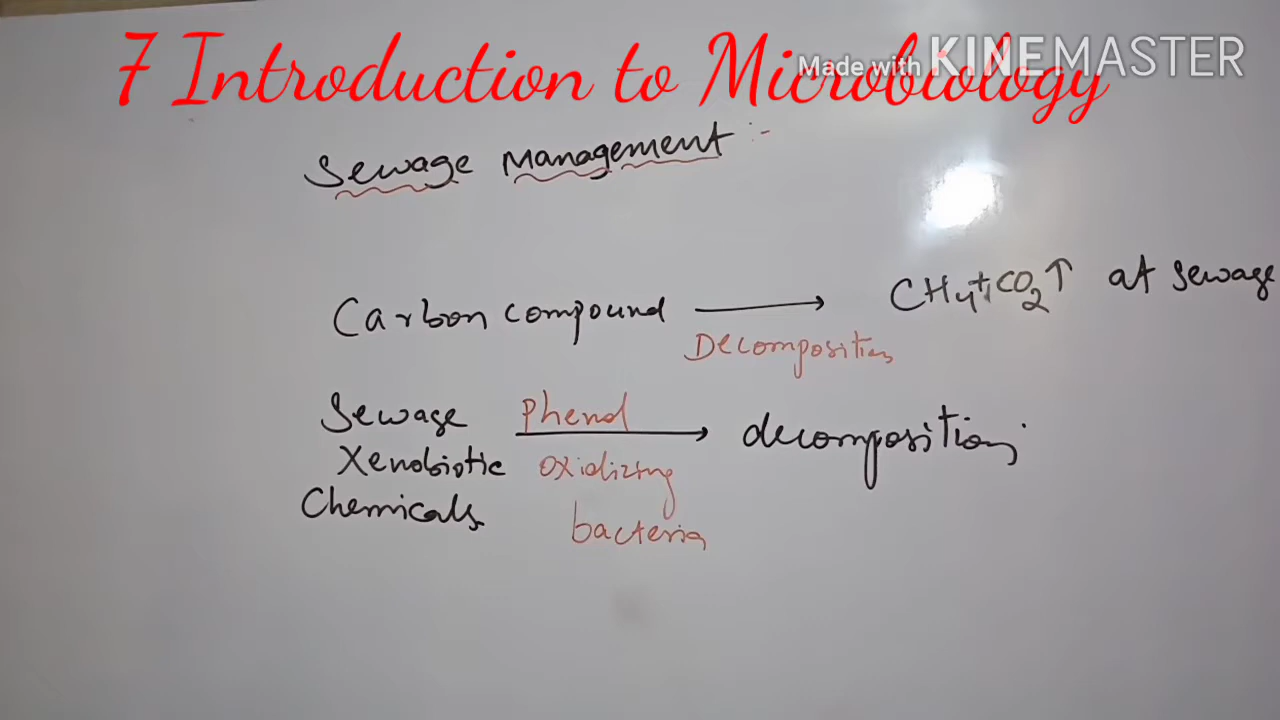 7 Introduction to Microbiology
Made with KINEMASTER
Sewage Management :-
Carbon compound → CH4 + CO2 ↑ at sewage
Decomposition
Sewage Phenol → decomposition
Xenobiotic oxidizing
Chemicals bacteria